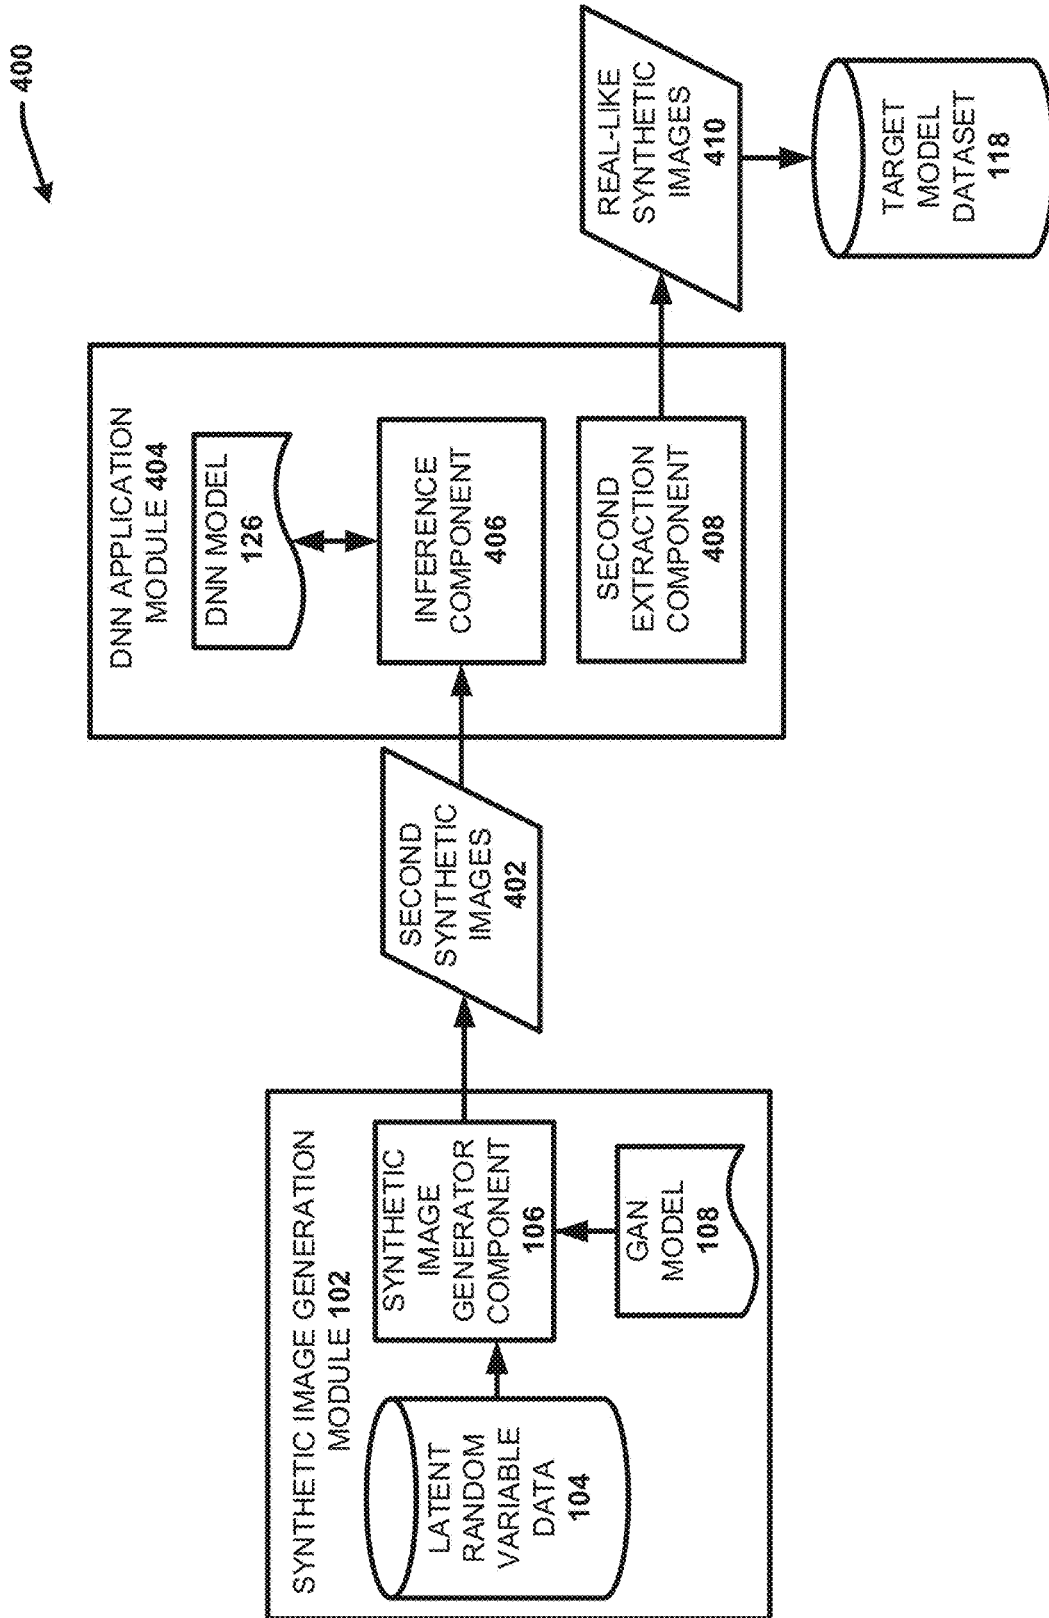 400
SYNTHETIC IMAGE GENERATION
MODULE 102
LATENT
RANDOM
VARIABLE
DATA
104
SYNTHETIC
IMAGE
GENERATOR
COMPONENT
106
GAN
MODEL
108
SECOND
SYNTHETIC
IMAGES
402
DNN APPLICATION
MODULE 404
DNN MODEL
126
INFERENCE
COMPONENT
406
SECOND
EXTRACTION
COMPONENT
408
REAL-LIKE
SYNTHETIC
IMAGES
410
TARGET
MODEL
DATASET
118